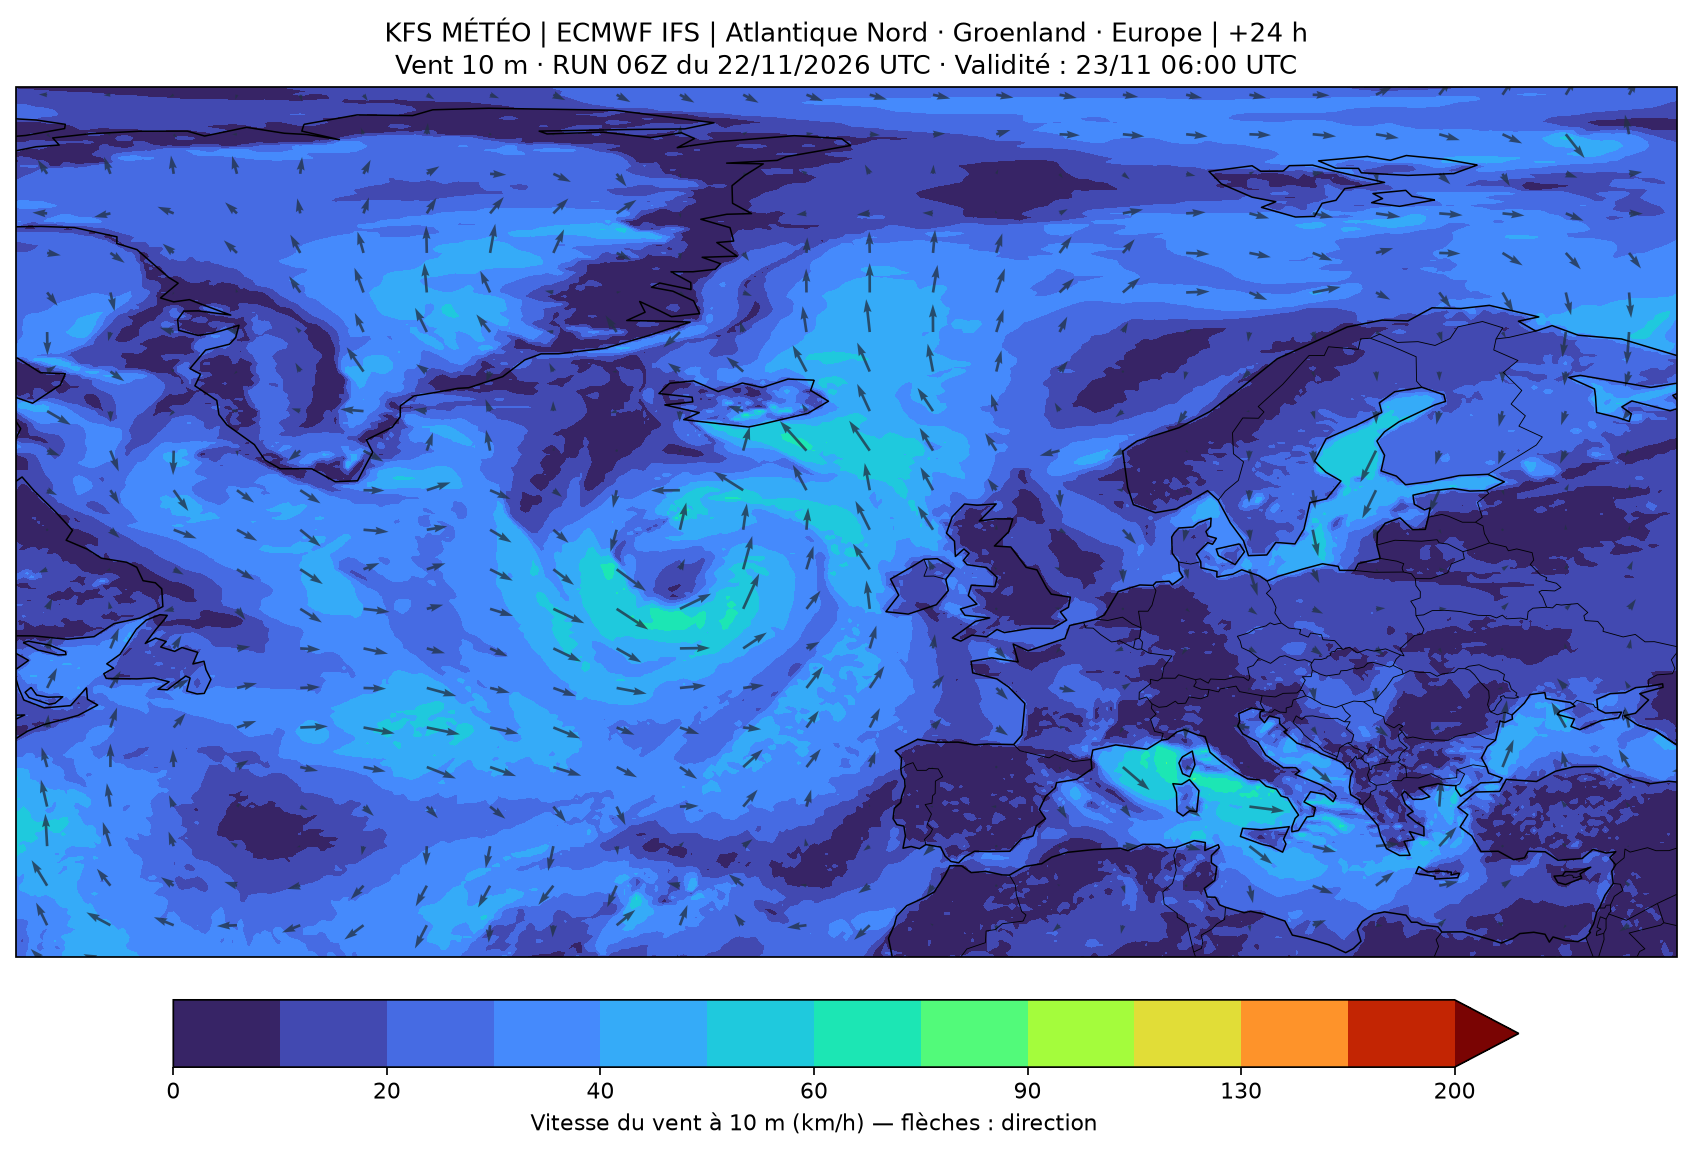 KFS MÉTÉO | ECMWF IFS | Atlantique Nord · Groenland · Europe | +24 h
Vent 10 m · RUN 06Z du 22/11/2026 UTC · Validité : 23/11 06:00 UTC
0 20 40 60 90 130 200
Vitesse du vent à 10 m (km/h) — flèches : direction